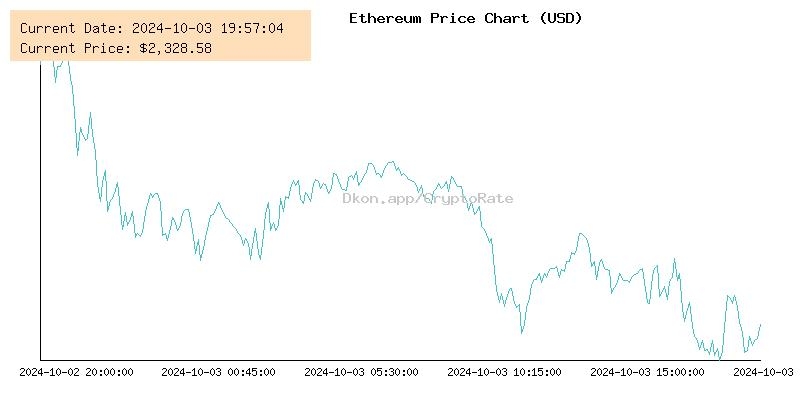 Ethereum Price Chart (USD)
Current Date: 2024-10-03 19:57:04
Current Price: $2,328.58
Dkon.app/CryptoRate
2024-10-02 20:00:00
2024-10-03 00:45:00
2024-10-03 05:30:00
2024-10-03 10:15:00
2024-10-03 15:00:00
2024-10-03